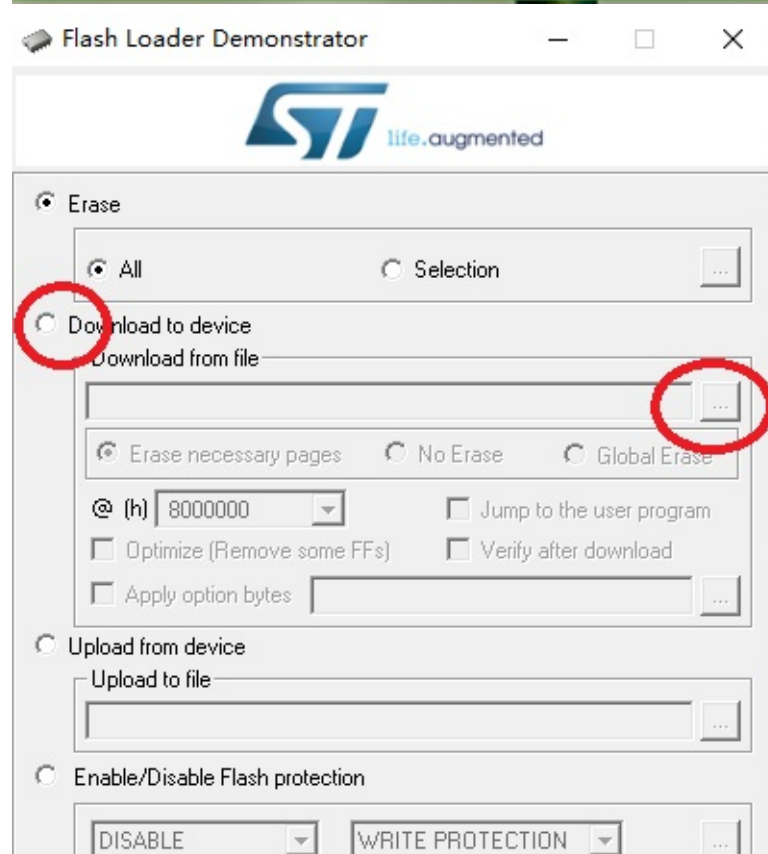 Flash Loader Demonstrator
ST life.augmented
Erase
All Selection ...
Download to device
Download from file
...
Erase necessary pages No Erase Global Erase
@ (h) 8000000 Jump to the user program
Optimize (Remove some FFs) Verify after download
Apply option bytes ...
Upload from device
Upload to file
...
Enable/Disable Flash protection
DISABLE WRITE PROTECTION ...